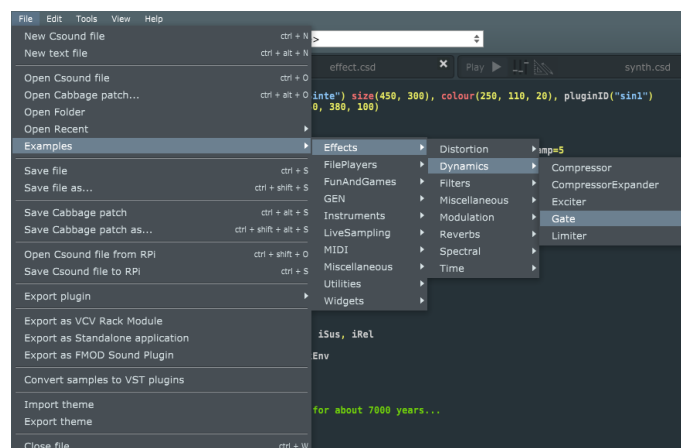 File Edit Tools View Help
New Csound file ctrl + N
New text file ctrl + alt + N
>
Open Csound file ctrl + O
Open Cabbage patch... ctrl + alt + O
Open Folder
Open Recent
Examples
Save file ctrl + S
Save file as... ctrl + shift + S
Save Cabbage patch ctrl + alt + S
Save Cabbage patch as... ctrl + shift + alt + S
Open Csound file from RPi ctrl + shift + O
Save Csound file to RPi ctrl + S
Export plugin
Export as VCV Rack Module
Export as Standalone application
Export as FMOD Sound Plugin
Convert samples to VST plugins
Import theme
Export theme
Close file ctrl + W
effect.csd × Play synth.csd
inte") size(450, 300), colour(250, 110, 20), pluginID("sin1")
0, 380, 100)
mp=5
Effects
FilePlayers
FunAndGames
GEN
Instruments
LiveSampling
MIDI
Miscellaneous
Utilities
Widgets
Distortion
Dynamics
Filters
Miscellaneous
Modulation
Reverbs
Spectral
Time
Compressor
CompressorExpander
Exciter
Gate
Limiter
iSus, iRel
Env
for about 7000 years...